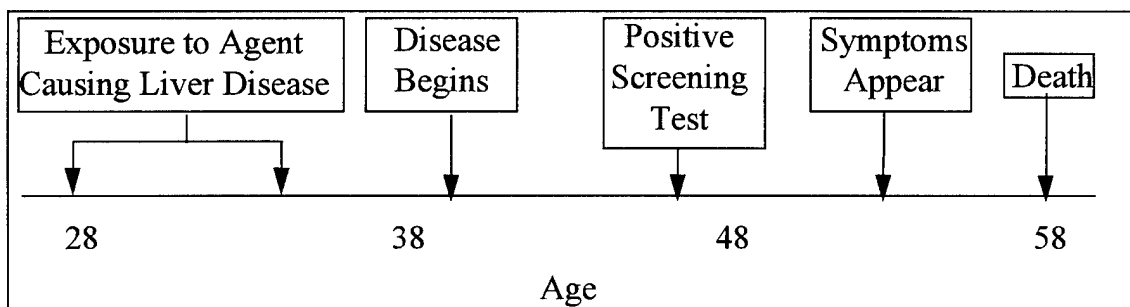 Exposure to Agent
Causing Liver Disease
Disease
Begins
Positive
Screening
Test
Symptoms
Appear
Death
28 38 48 58
Age